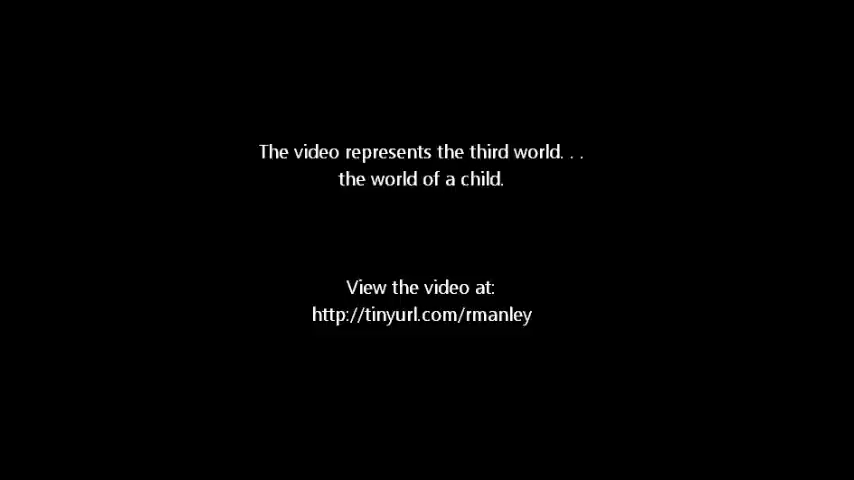 The video represents the third world. . .
the world of a child.
View the video at:
http://tinyurl.com/rmanley